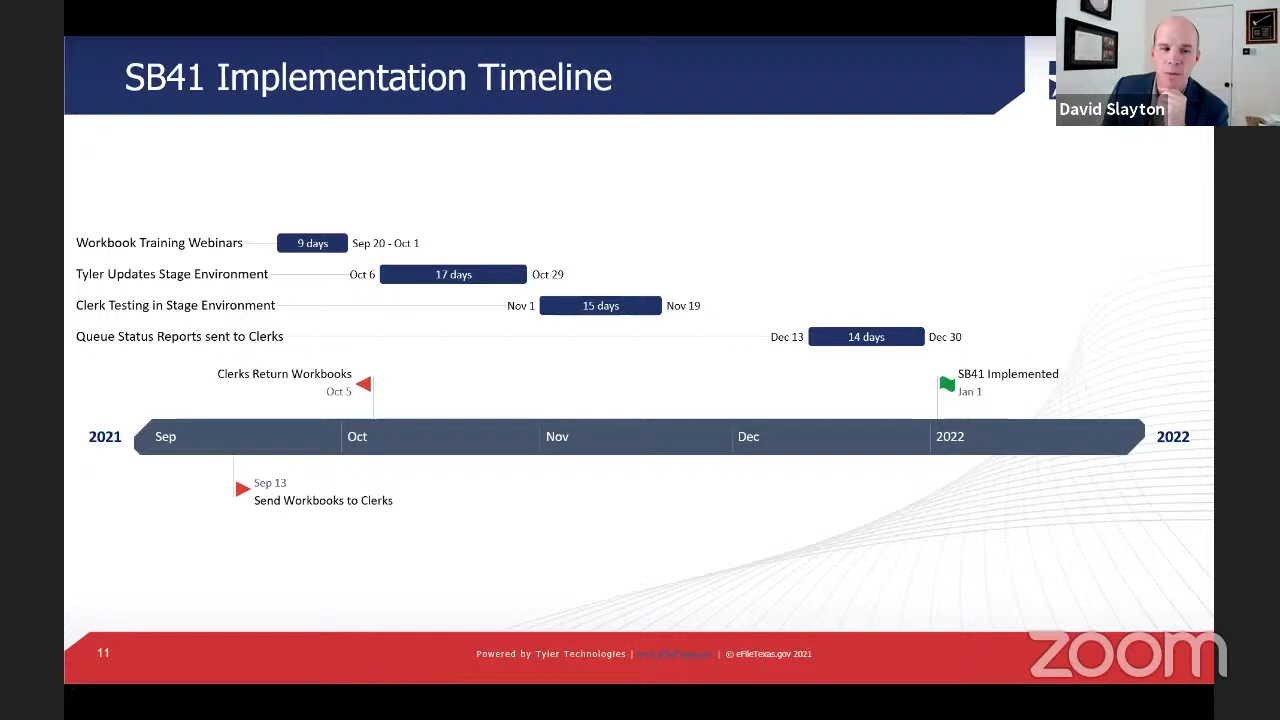 SB41 Implementation Timeline
David Slayton
Workbook Training Webinars 9 days Sep 20 - Oct 1
Tyler Updates Stage Environment Oct 6 17 days Oct 29
Clerk Testing in Stage Environment Nov 1 15 days Nov 19
Queue Status Reports sent to Clerks Dec 13 14 days Dec 30
Clerks Return Workbooks
Oct 5
SB41 Implemented
Jan 1
2021 Sep Oct Nov Dec 2022 2022
Sep 13
Send Workbooks to Clerks
11
Powered by Tyler Technologies | | © eFileTexas.gov 2021
zoom